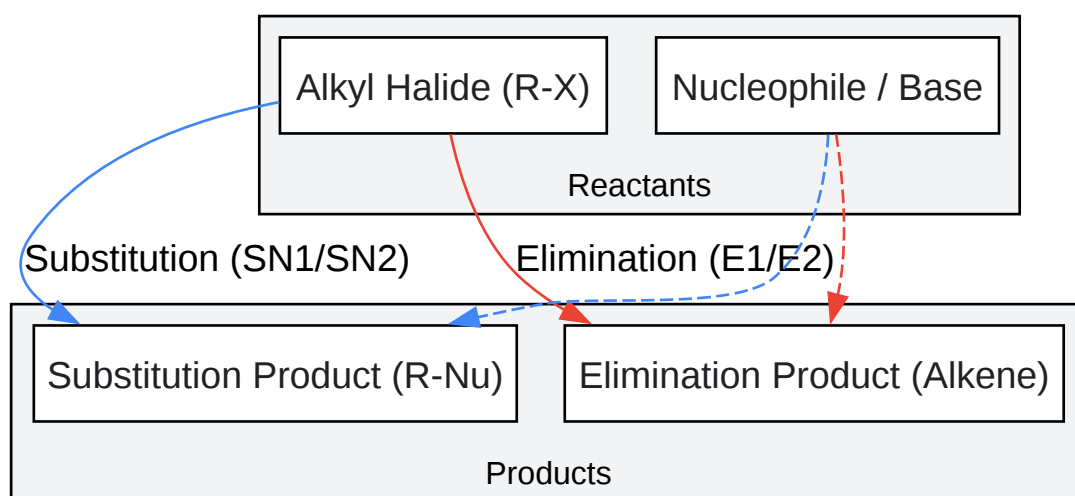 Alkyl Halide (R-X)
Nucleophile / Base
Reactants
Substitution (SN1/SN2)
Elimination (E1/E2)
Substitution Product (R-Nu)
Elimination Product (Alkene)
Products